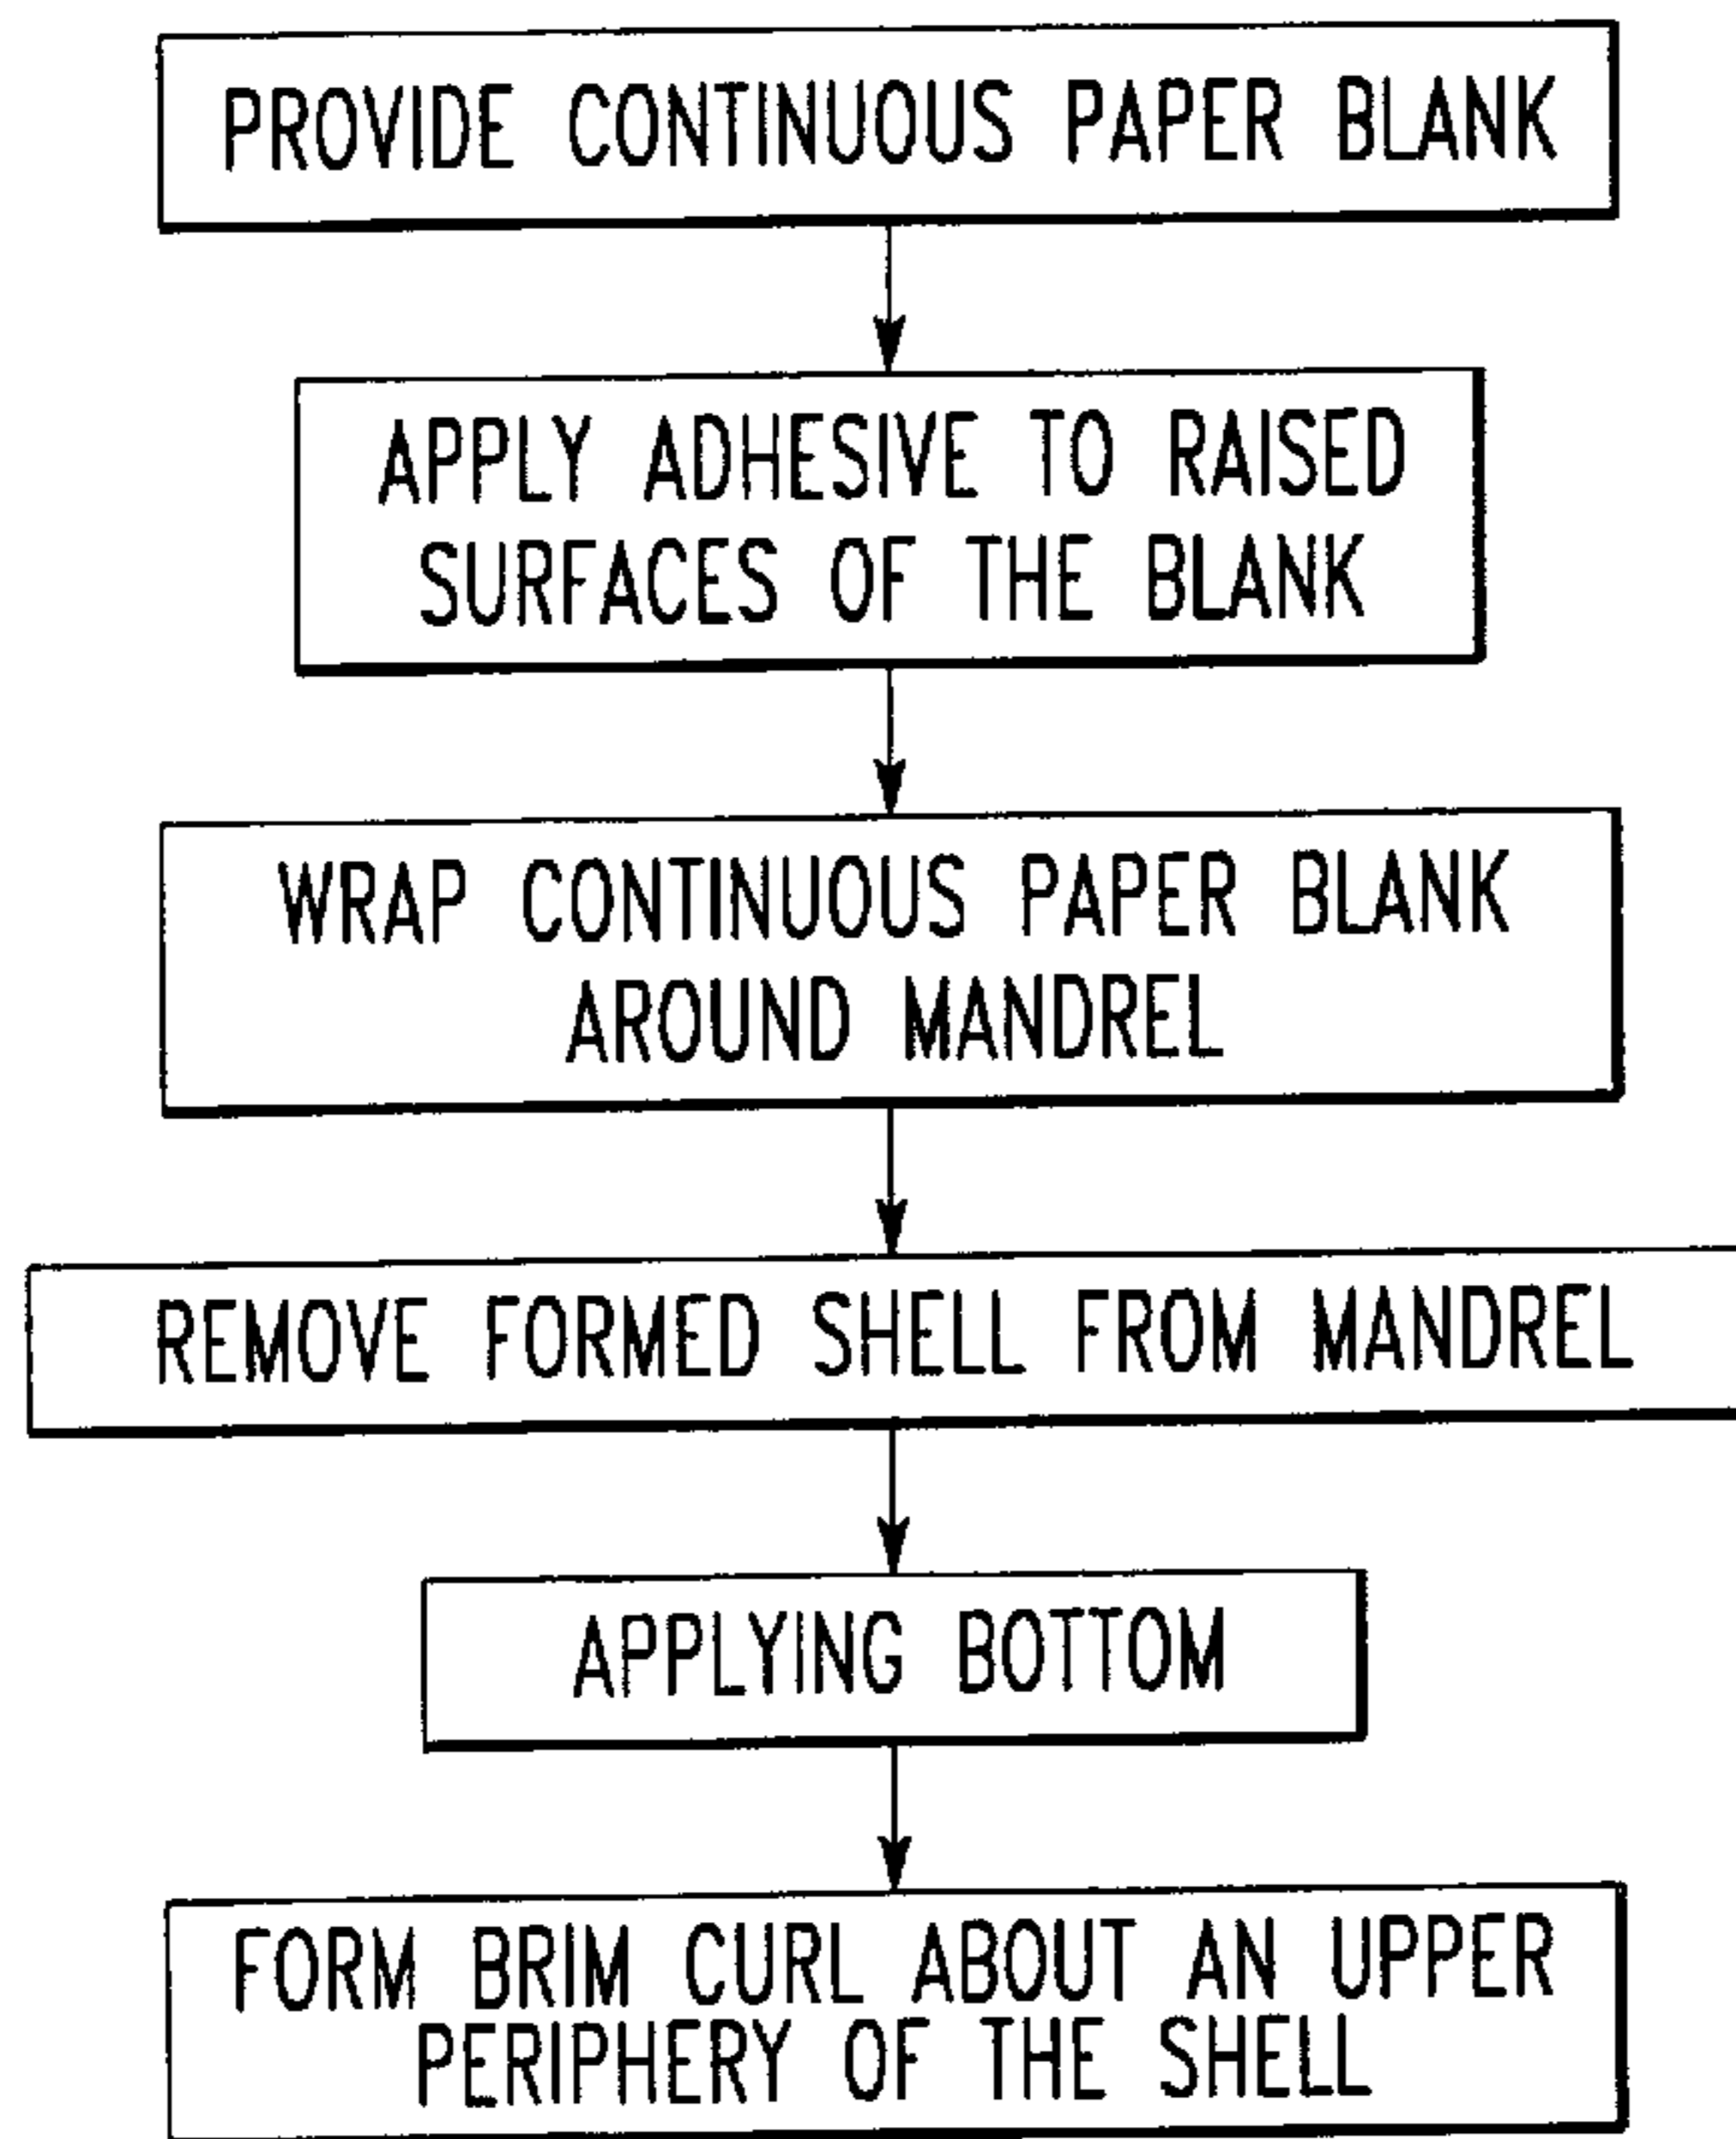 PROVIDE CONTINUOUS PAPER BLANK
APPLY ADHESIVE TO RAISED
SURFACES OF THE BLANK
WRAP CONTINUOUS PAPER BLANK
AROUND MANDREL
REMOVE FORMED SHELL FROM MANDREL
APPLYING BOTTOM
FORM BRIM CURL ABOUT AN UPPER
PERIPHERY OF THE SHELL